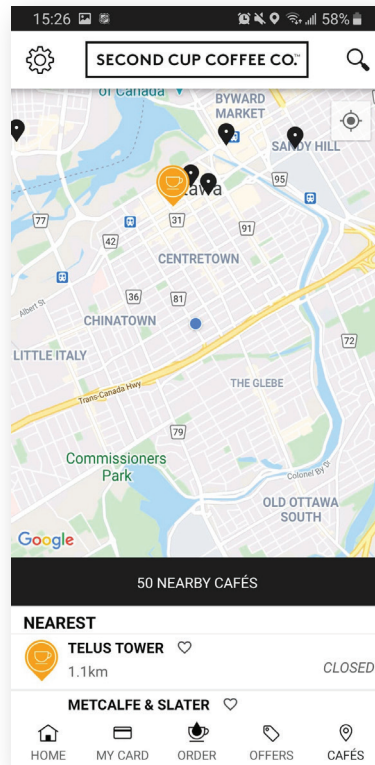 15:26 58%
SECOND CUP COFFEE CO.™
of Canada
BYWARD
MARKET
SANDY HILL
95
77
31
91
42
CENTRETOWN
36
81
Albert St
CHINATOWN
72
LITTLE ITALY
Trans-Canada Hwy
THE GLEBE
79
Commissioners
Park
Colonel By Dr
OLD OTTAWA
SOUTH
Google
50 NEARBY CAFÉS
NEAREST
TELUS TOWER
1.1km CLOSED
METCALFE & SLATER
HOME MY CARD ORDER OFFERS CAFÉS